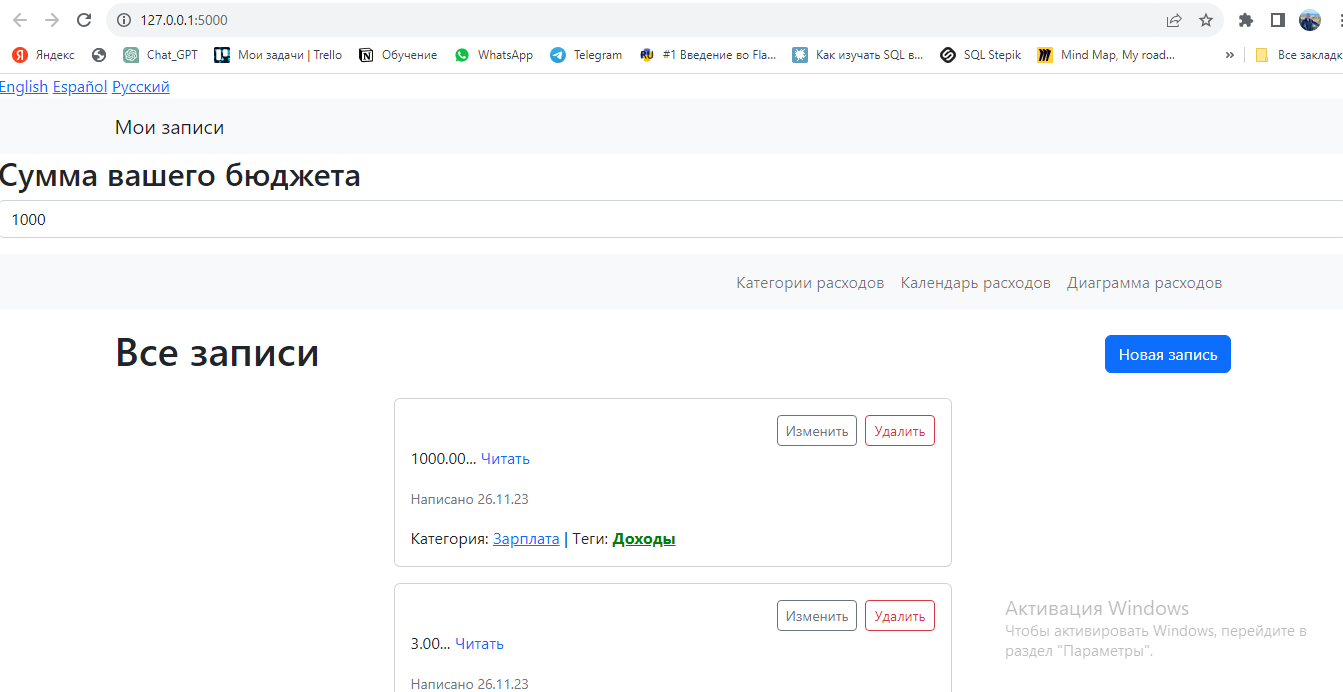 127.0.0.1:5000
Яндекс Chat_GPT Мои задачи | Trello Обучение WhatsApp Telegram #1 Введение во Fla... Как изучать SQL в... SQL Stepik Mind Map, My road... » Все закладк
English Español Русский
Мои записи
Сумма вашего бюджета
1000
Категории расходов Календарь расходов Диаграмма расходов
Все записи Новая запись
Изменить Удалить
1000.00... Читать
Написано 26.11.23
Категория: Зарплата | Теги: Доходы
Изменить Удалить
3.00... Читать
Написано 26.11.23
Активация Windows
Чтобы активировать Windows, перейдите в
раздел "Параметры".